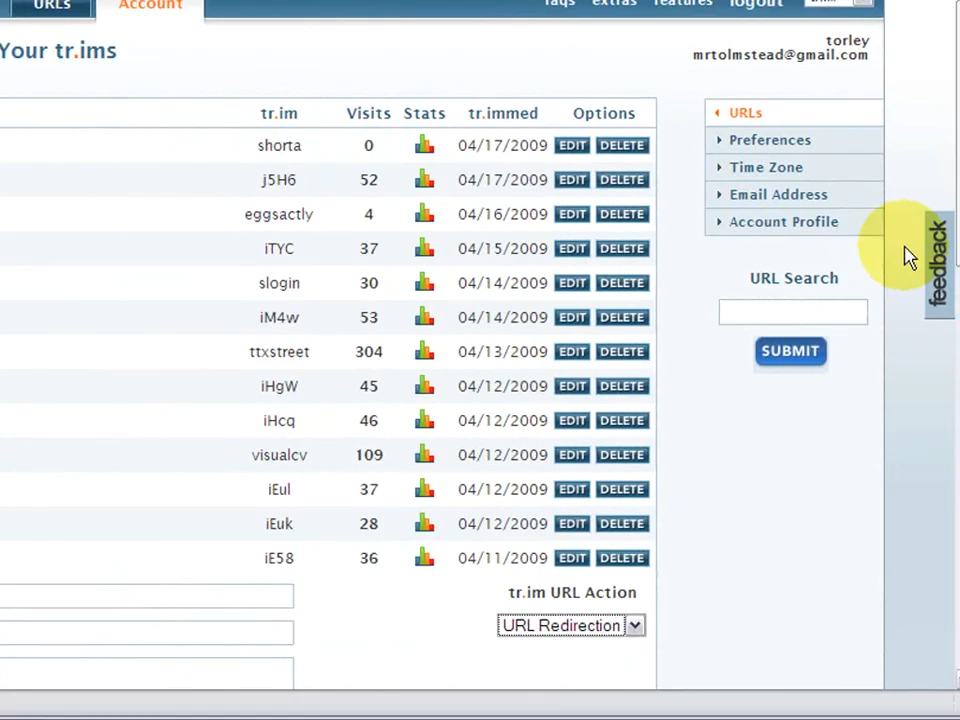 URLs Account faqs extras features logout
Your tr.ims
torley
mrtolmstead@gmail.com
tr.im Visits Stats tr.immed Options
shorta 0 04/17/2009 EDIT DELETE
j5H6 52 04/17/2009 EDIT DELETE
eggsactly 4 04/16/2009 EDIT DELETE
iTYC 37 04/15/2009 EDIT DELETE
slogin 30 04/14/2009 EDIT DELETE
iM4w 53 04/14/2009 EDIT DELETE
ttxstreet 304 04/13/2009 EDIT DELETE
iHgW 45 04/12/2009 EDIT DELETE
iHcq 46 04/12/2009 EDIT DELETE
visualcv 109 04/12/2009 EDIT DELETE
iEul 37 04/12/2009 EDIT DELETE
iEuk 28 04/12/2009 EDIT DELETE
iE58 36 04/11/2009 EDIT DELETE
tr.im URL Action
URL Redirection
URLs
Preferences
Time Zone
Email Address
Account Profile
URL Search
SUBMIT
feedback